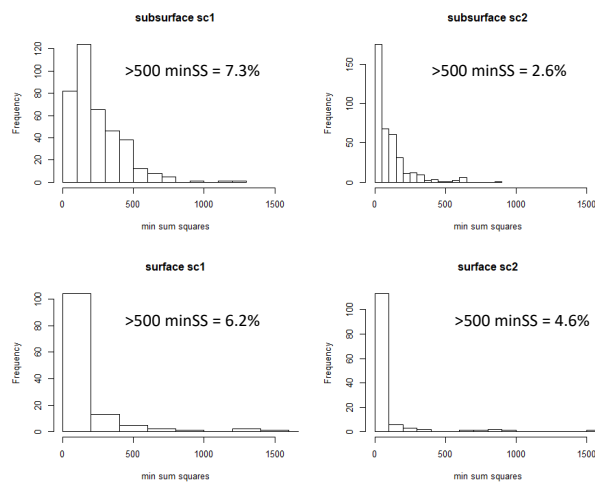 subsurface sc1
>500 minSS = 7.3%
Frequency
0 20 40 60 80 100 120
0 500 1000 1500
min sum squares
subsurface sc2
>500 minSS = 2.6%
Frequency
0 50 100 150
0 500 1000 1500
min sum squares
surface sc1
>500 minSS = 6.2%
Frequency
0 20 40 60 80 100
0 500 1000 1500
min sum squares
surface sc2
>500 minSS = 4.6%
Frequency
0 20 40 60 80 100
0 500 1000 1500
min sum squares